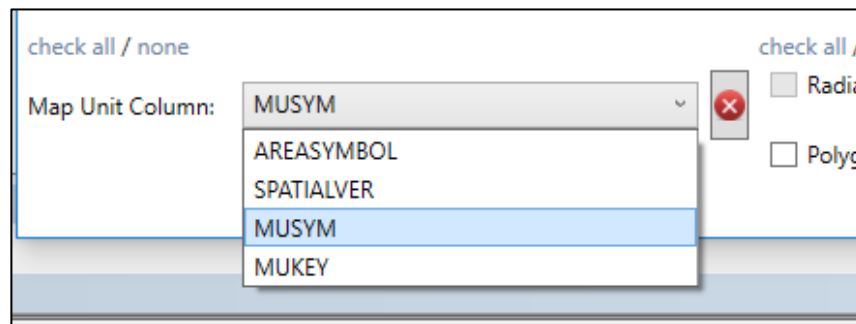 check all / none
check all /
Map Unit Column:
MUSYM
AREASYMBOL
SPATIALVER
MUSYM
MUKEY